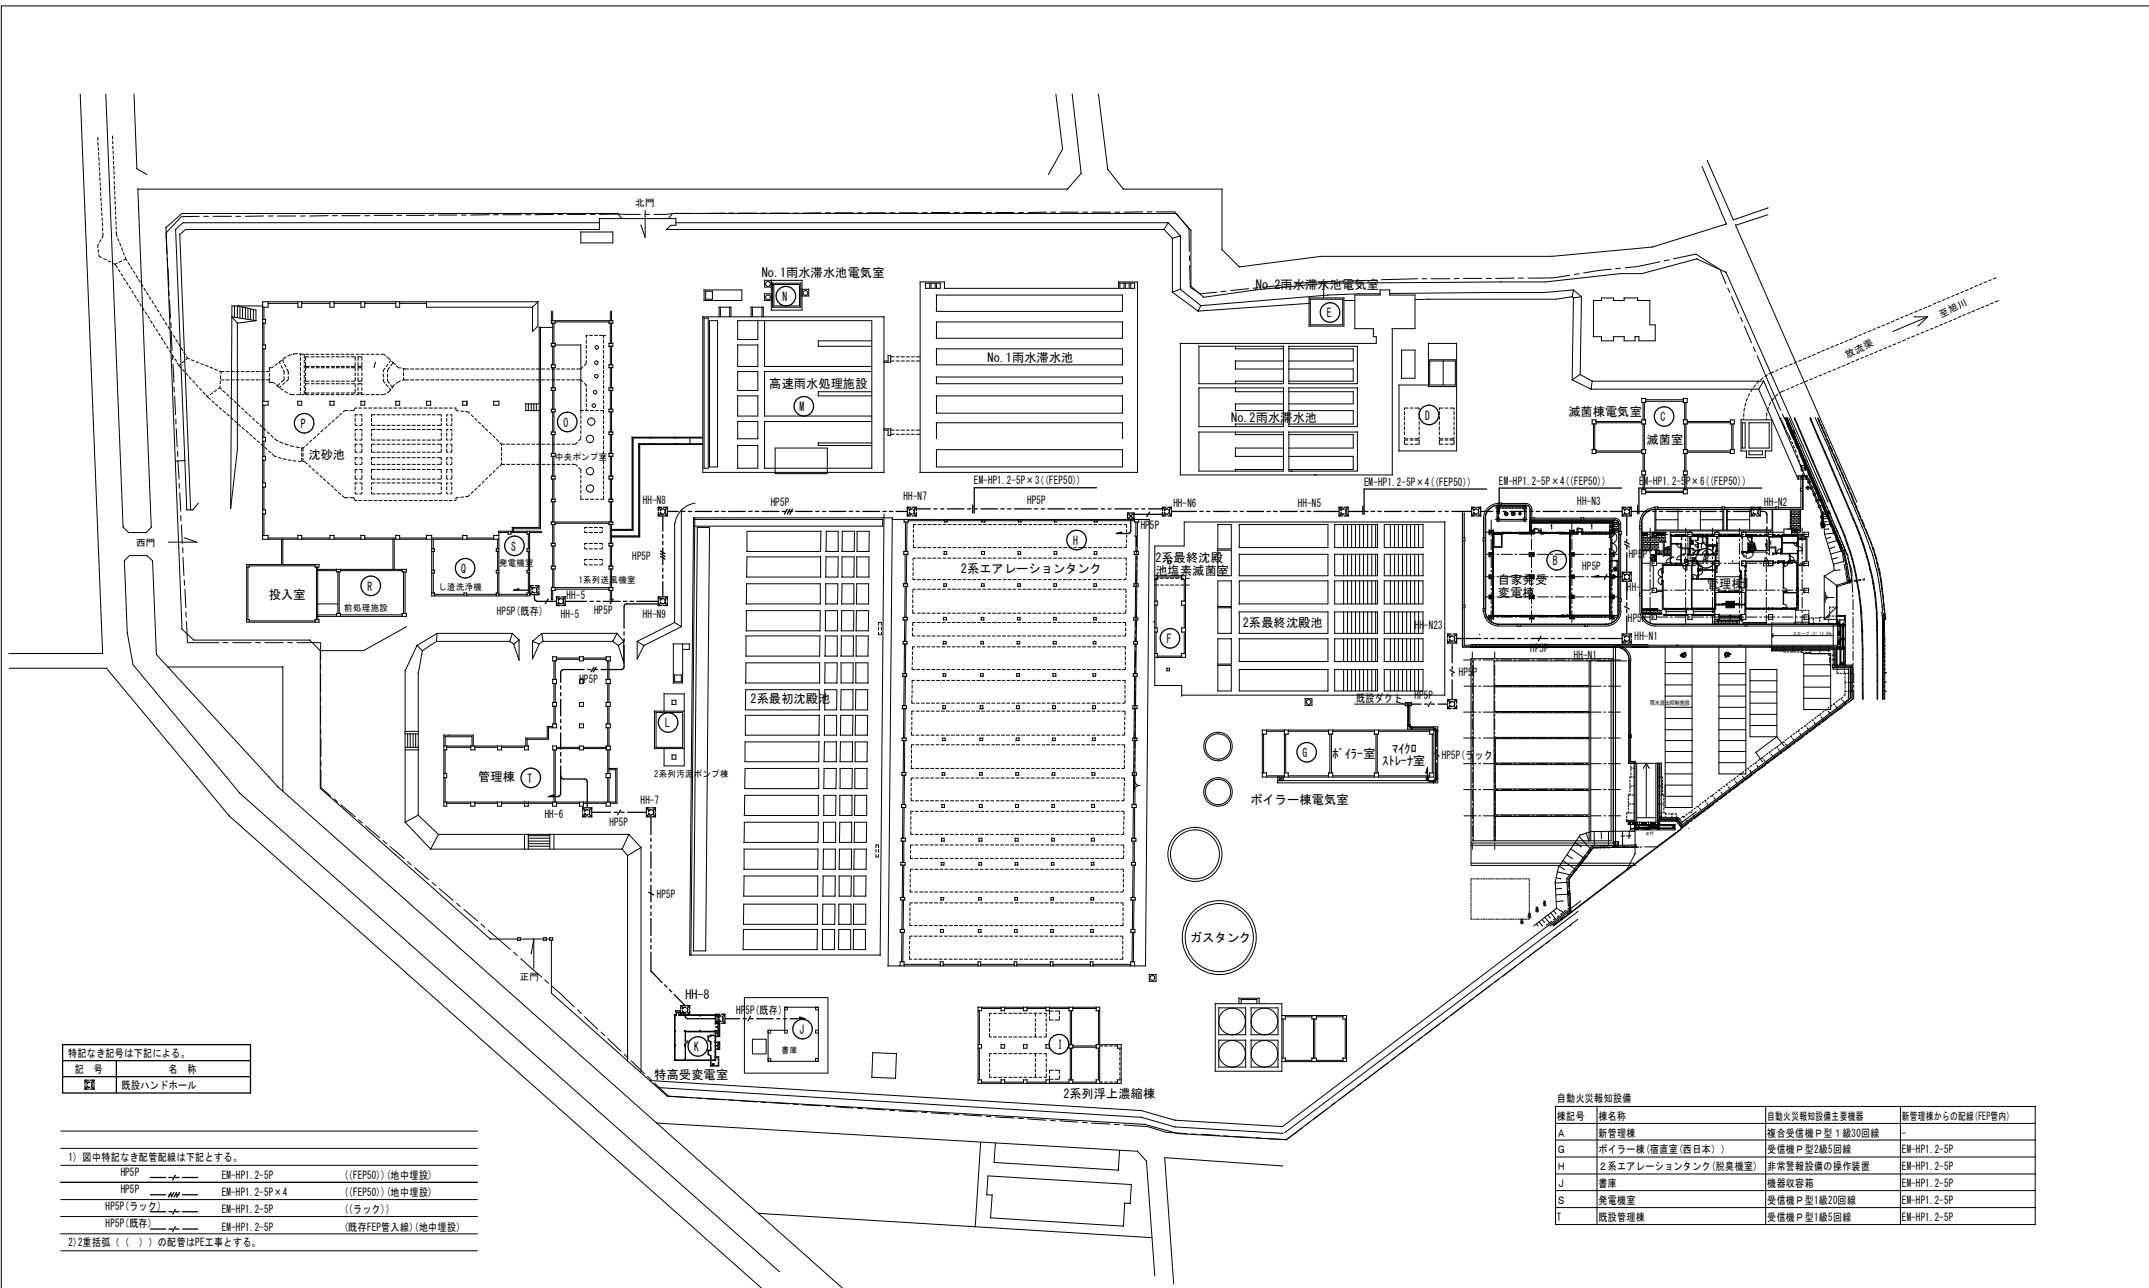 北門
No.1雨水滞水池電気室
N
No.2雨水滞水池電気室
E
至旭川
放流渠
No.1雨水滞水池
高速雨水処理施設
M
No.2雨水滞水池
D
滅菌棟電気室
C
滅菌室
P
沈砂池
O
中央ポンプ室
EM-HP1.2-5P×3((FEP50))
EM-HP1.2-5P×4((FEP50))
EM-HP1.2-5P×4((FEP50))
EM-HP1.2-5P×6((FEP50))
HH-N8
HP5P
HH-N7
HP5P
HH-N6
HP5P
HH-N5
HH-N3
HH-N2
西門
S
発電機室
Q
し渣洗浄機
R
前処理施設
投入室
1系列送風機室
HP5P
HP5P(既存)
HH-5
HH-5
HP5P
HH-N9
H
2系エアレーションタンク
2系最終沈殿
池塩素滅菌室
F
2系最終沈殿池
B
自家発受
変電棟
HP5P
管理棟
HH-N23
HH-N1
HP5P
HH-N1
HP5P
HP5P
既設ダクト
HP5P
2系最初沈殿池
L
2系列汚泥ポンプ棟
管理棟
T
HH-6
HP5P
HH-7
HP5P
G
ボイラー室
マイクロ
ストレーナ室
HP5P(ラック)
ボイラー棟電気室
ガスタンク
正門
HH-8
HP5P(既存)
J
書庫
K
特高受変電室
I
2系列浮上濃縮棟
特記なき記号は下記による。
記 号 名 称
既設ハンドホール
1) 図中特記なき配管配線は下記とする。
HP5P EM-HP1.2-5P ((FEP50))(地中埋設)
HP5P EM-HP1.2-5P×4 ((FEP50))(地中埋設)
HP5P(ラック) EM-HP1.2-5P ((ラック))
HP5P(既存) EM-HP1.2-5P (既存FEP管入線)(地中埋設)
2)2重括弧(( ))の配管はPE工事とする。
自動火災報知設備
棟記号 棟名称 自動火災報知設備主要機器 新管理棟からの配線(FEP管内)
A 新管理棟 複合受信機P型1級30回線 -
G ボイラー棟(宿直室(西日本)) 受信機P型2級5回線 EM-HP1.2-5P
H 2系エアレーションタンク(脱臭機室) 非常警報設備の操作装置 EM-HP1.2-5P
J 書庫 機器収容箱 EM-HP1.2-5P
S 発電機室 受信機P型1級20回線 EM-HP1.2-5P
T 既設管理棟 受信機P型1級5回線 EM-HP1.2-5P